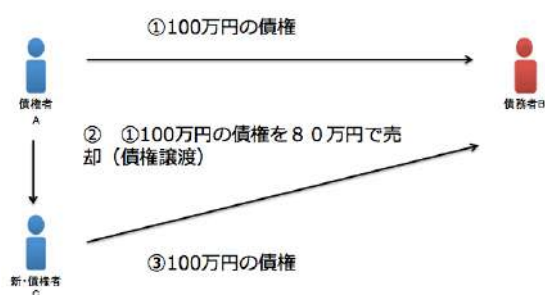 ①100万円の債権
債権者
A
債務者B
② ①100万円の債権を８０万円で売
却（債権譲渡）
③100万円の債権
新・債権者
C